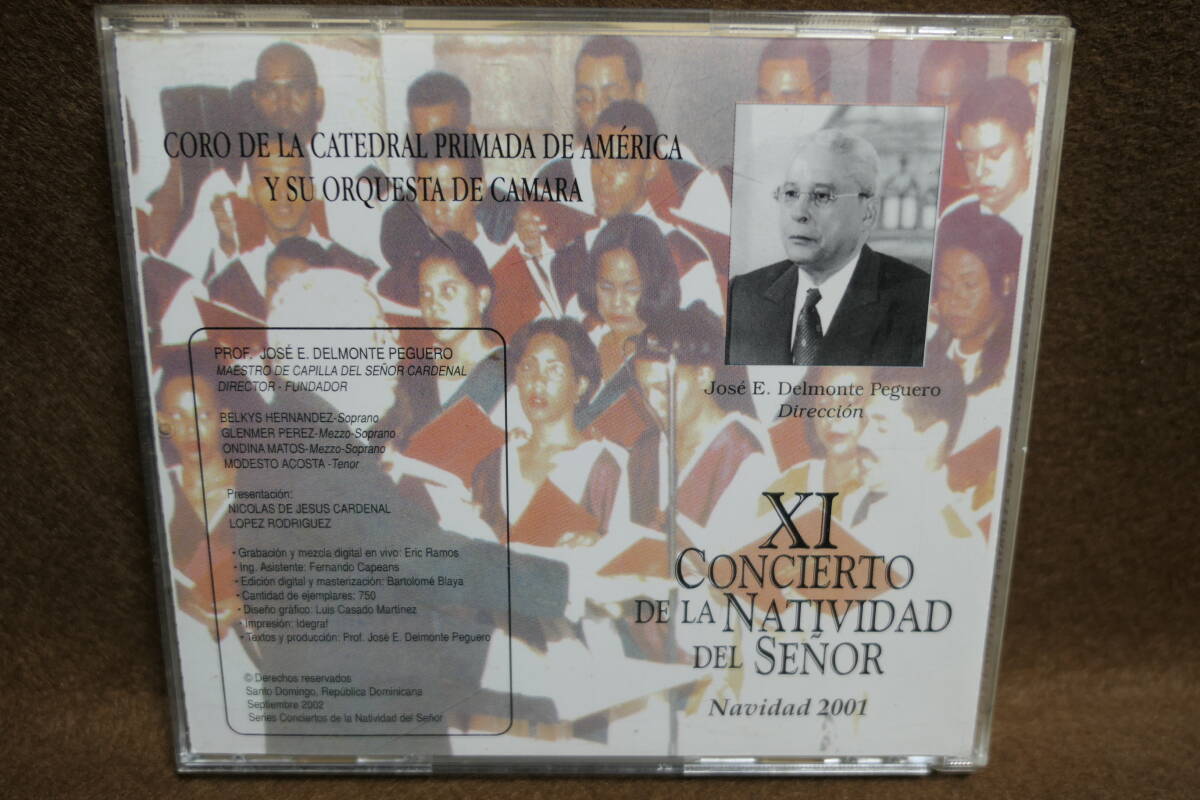 CORO DE LA CATEDRAL PRIMADA DE AMÉRICA
Y SU ORQUESTA DE CAMARA
PROF. JOSÉ E. DELMONTE PEGUERO
MAESTRO DE CAPILLA DEL SEÑOR CARDENAL
DIRECTOR - FUNDADOR
BELKYS HERNANDEZ-Soprano
GLENMER PEREZ-Mezzo-Soprano
ONDINA MATOS-Mezzo-Soprano
MODESTO ACOSTA -Tenor
Presentación:
NICOLAS DE JESUS CARDENAL
LOPEZ RODRIGUEZ
• Grabación y mezcla digital en vivo: Eric Ramos
• Ing. Asistente: Fernando Capeans
• Edición digital y masterización: Bartolomé Blaya
• Cantidad de ejemplares: 750
• Diseño gráfico: Luis Casado Martínez
• Impresión: Idegraf
• Textos y producción: Prof. José E. Delmonte Peguero
© Derechos reservados
Santo Domingo, República Dominicana
Septiembre 2002
Series Conciertos de la Natividad del Señor
José E. Delmonte Peguero
Dirección
XI
CONCIERTO
DE LA NATIVIDAD
DEL SEÑOR
Navidad 2001